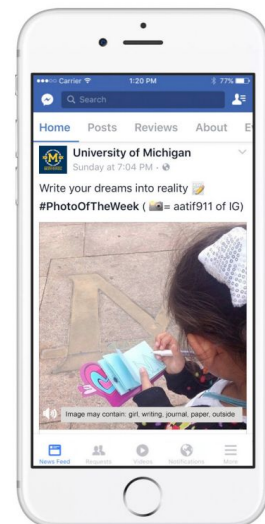 Carrier 1:20 PM 77%
Search
Home Posts Reviews About
University of Michigan
Sunday at 7:04 PM
Write your dreams into reality
#PhotoOfTheWeek ( = aatif911 of IG)
Image may contain: girl, writing, journal, paper, outside
News Feed Requests Videos Notifications More